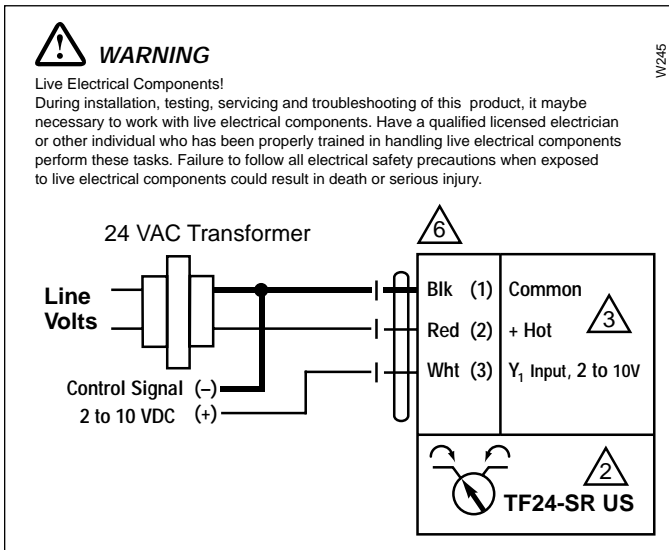 WARNING
W245
Live Electrical Components!
During installation, testing, servicing and troubleshooting of this product, it maybe
necessary to work with live electrical components. Have a qualified licensed electrician
or other individual who has been properly trained in handling live electrical components
perform these tasks. Failure to follow all electrical safety precautions when exposed
to live electrical components could result in death or serious injury.
24 VAC Transformer
6
Line
Volts
Blk (1) Common
3
Red (2) + Hot
Wht (3) Y₁ Input, 2 to 10V
Control Signal (–)
2 to 10 VDC (+)
2
TF24-SR US